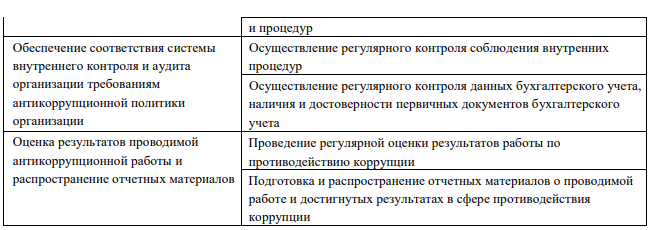 и процедур
Обеспечение соответствия системы
внутреннего контроля и аудита
организации требованиям
антикоррупционной политики
организации
Осуществление регулярного контроля соблюдения внутренних
процедур
Осуществление регулярного контроля данных бухгалтерского учета,
наличия и достоверности первичных документов бухгалтерского
учета
Оценка результатов проводимой
антикоррупционной работы и
распространение отчетных материалов
Проведение регулярной оценки результатов работы по
противодействию коррупции
Подготовка и распространение отчетных материалов о проводимой
работе и достигнутых результатах в сфере противодействия
коррупции